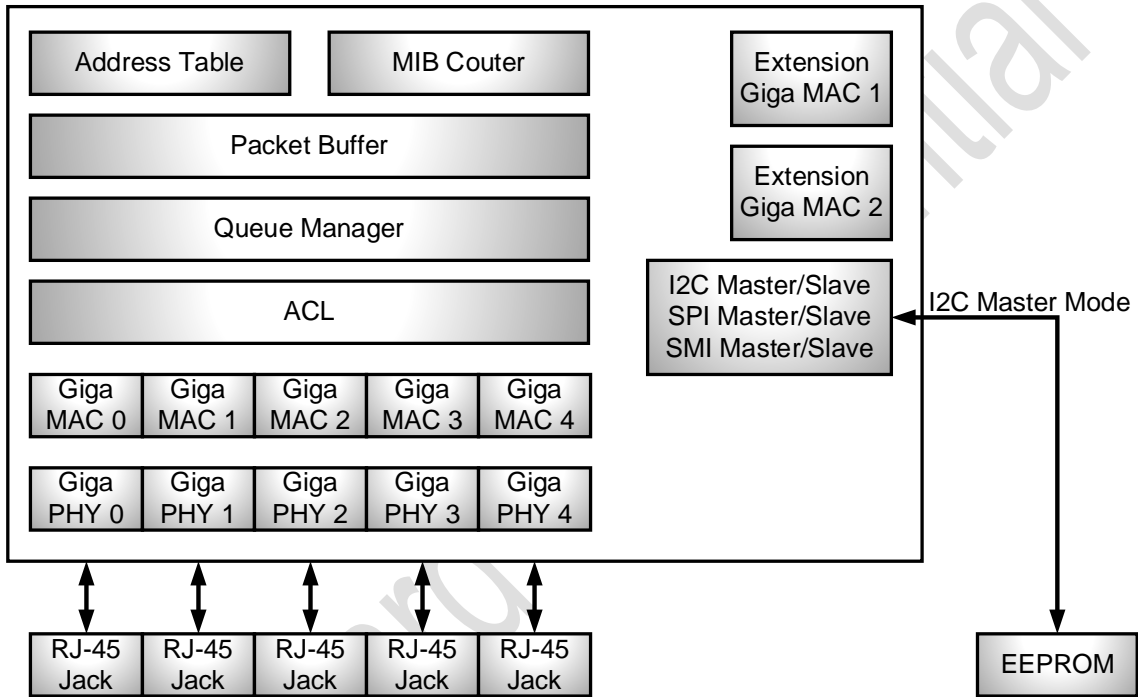 Address Table
MIB Couter
Extension
Giga MAC 1
Packet Buffer
Extension
Giga MAC 2
Queue Manager
I2C Master/Slave
SPI Master/Slave
SMI Master/Slave
I2C Master Mode
ACL
Giga
MAC 0
Giga
MAC 1
Giga
MAC 2
Giga
MAC 3
Giga
MAC 4
Giga
PHY 0
Giga
PHY 1
Giga
PHY 2
Giga
PHY 3
Giga
PHY 4
RJ-45
Jack
RJ-45
Jack
RJ-45
Jack
RJ-45
Jack
RJ-45
Jack
EEPROM